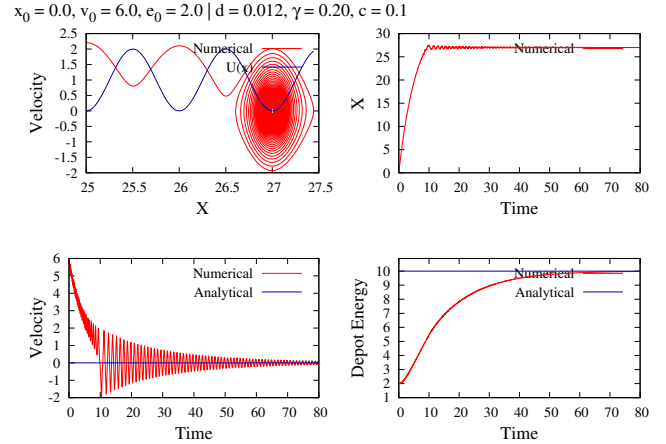 x_0 = 0.0, v_0 = 6.0, e_0 = 2.0 | d = 0.012, γ = 0.20, c = 0.1
2.5
2
1.5
1
0.5
0
-0.5
-1
-1.5
-2
Velocity
Numerical
U(x)
25 25.5 26 26.5 27 27.5
X
30
25
20
15
10
5
0
X
Numerical
0 10 20 30 40 50 60 70 80
Time
6
5
4
3
2
1
0
-1
-2
Velocity
Numerical
Analytical
0 10 20 30 40 50 60 70 80
Time
10
9
8
7
6
5
4
3
2
1
Depot Energy
Numerical
Analytical
0 10 20 30 40 50 60 70 80
Time